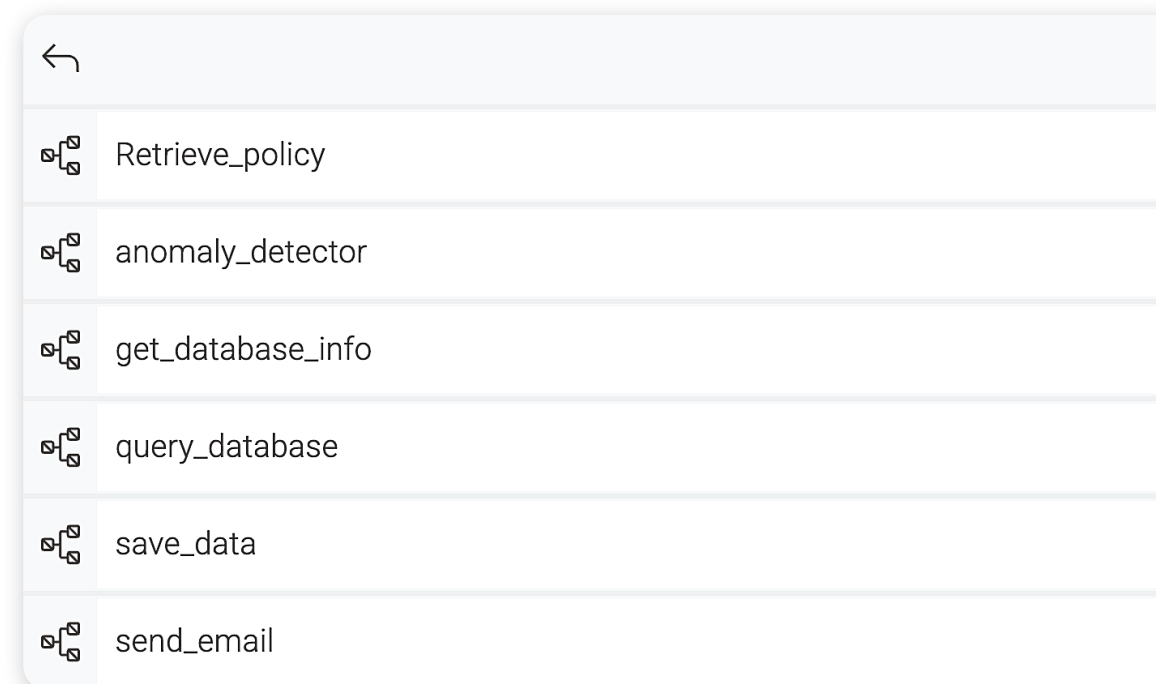 Retrieve_policy
anomaly_detector
get_database_info
query_database
save_data
send_email